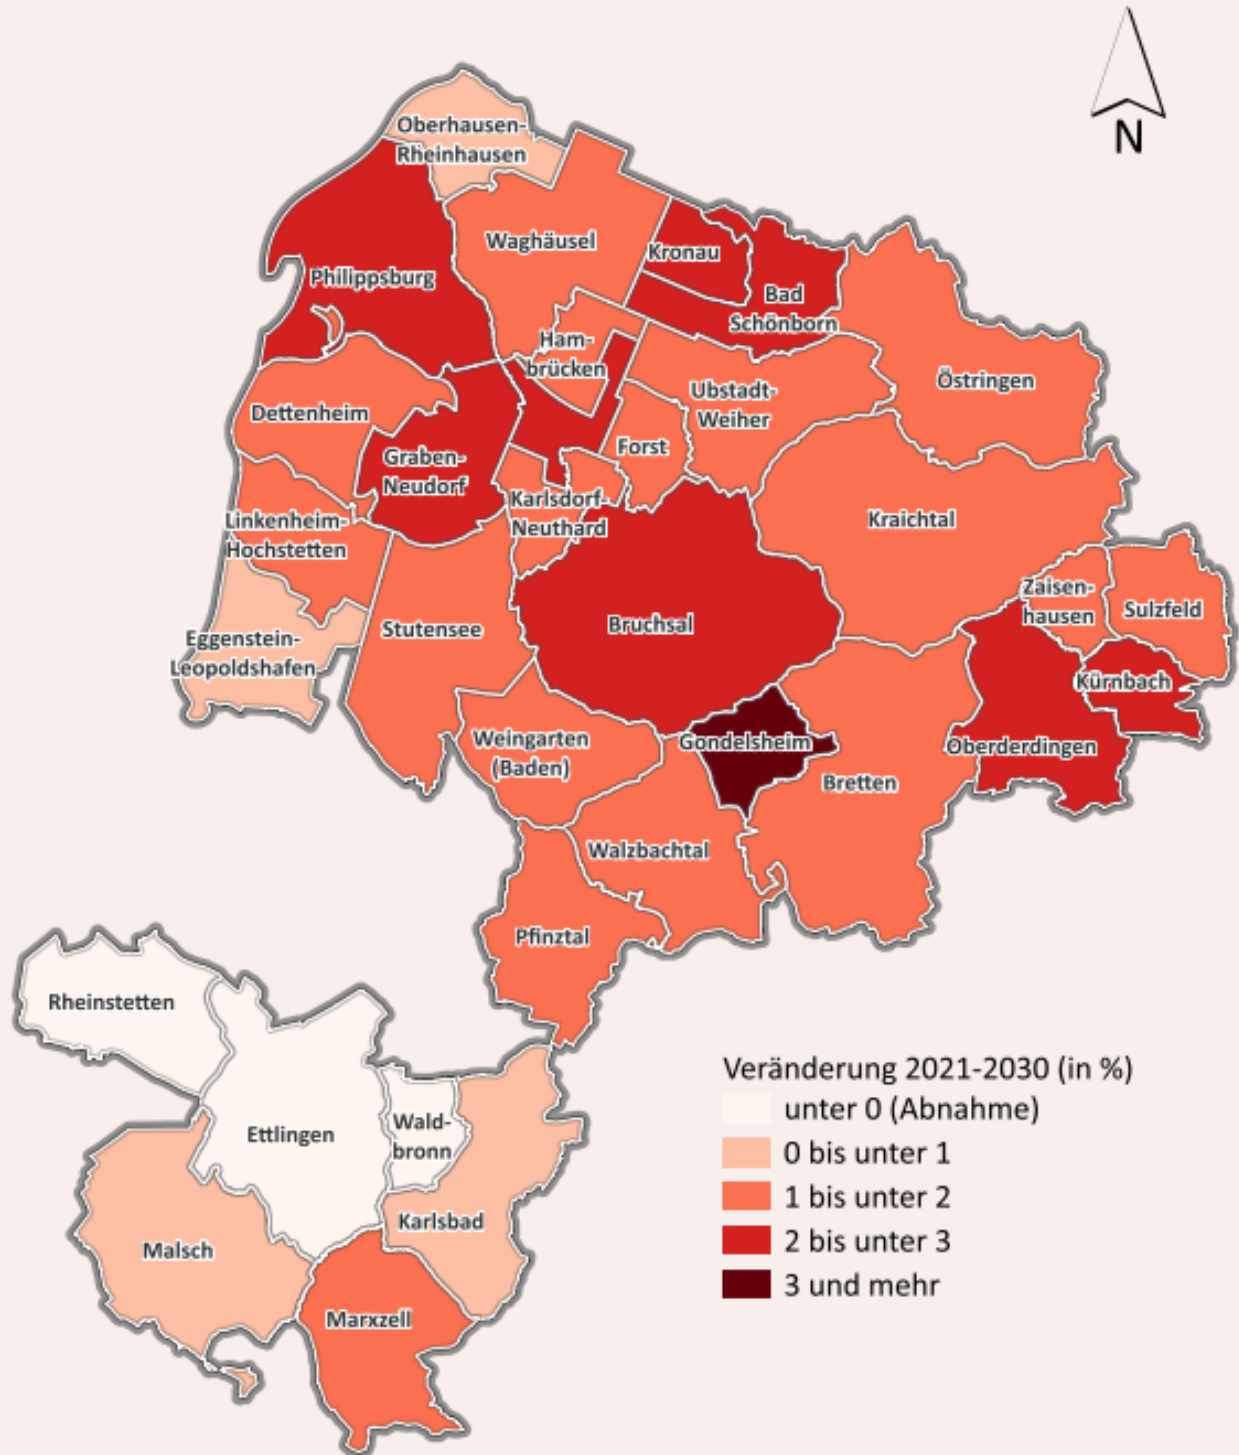 N
Oberhausen-
Rheinhausen
Waghäusel
Kronau
Philippsburg
Bad
Schönborn
Ham-
brücken
Östringen
Ubstadt-
Weiher
Dettenheim
Forst
Graben-
Neudorf
Karlsdorf-
Neuthard
Kraichtal
Linkenheim-
Hochstetten
Zaisen-
hausen
Sulzfeld
Stutensee
Bruchsal
Eggenstein-
Leopoldshafen
Kürnbach
Weingarten
(Baden)
Gondelsheim
Oberderdingen
Bretten
Walzbachtal
Pfinztal
Rheinstetten
Ettlingen
Wald-
bronn
Karlsbad
Malsch
Marxzell
Veränderung 2021-2030 (in %)
unter 0 (Abnahme)
0 bis unter 1
1 bis unter 2
2 bis unter 3
3 und mehr